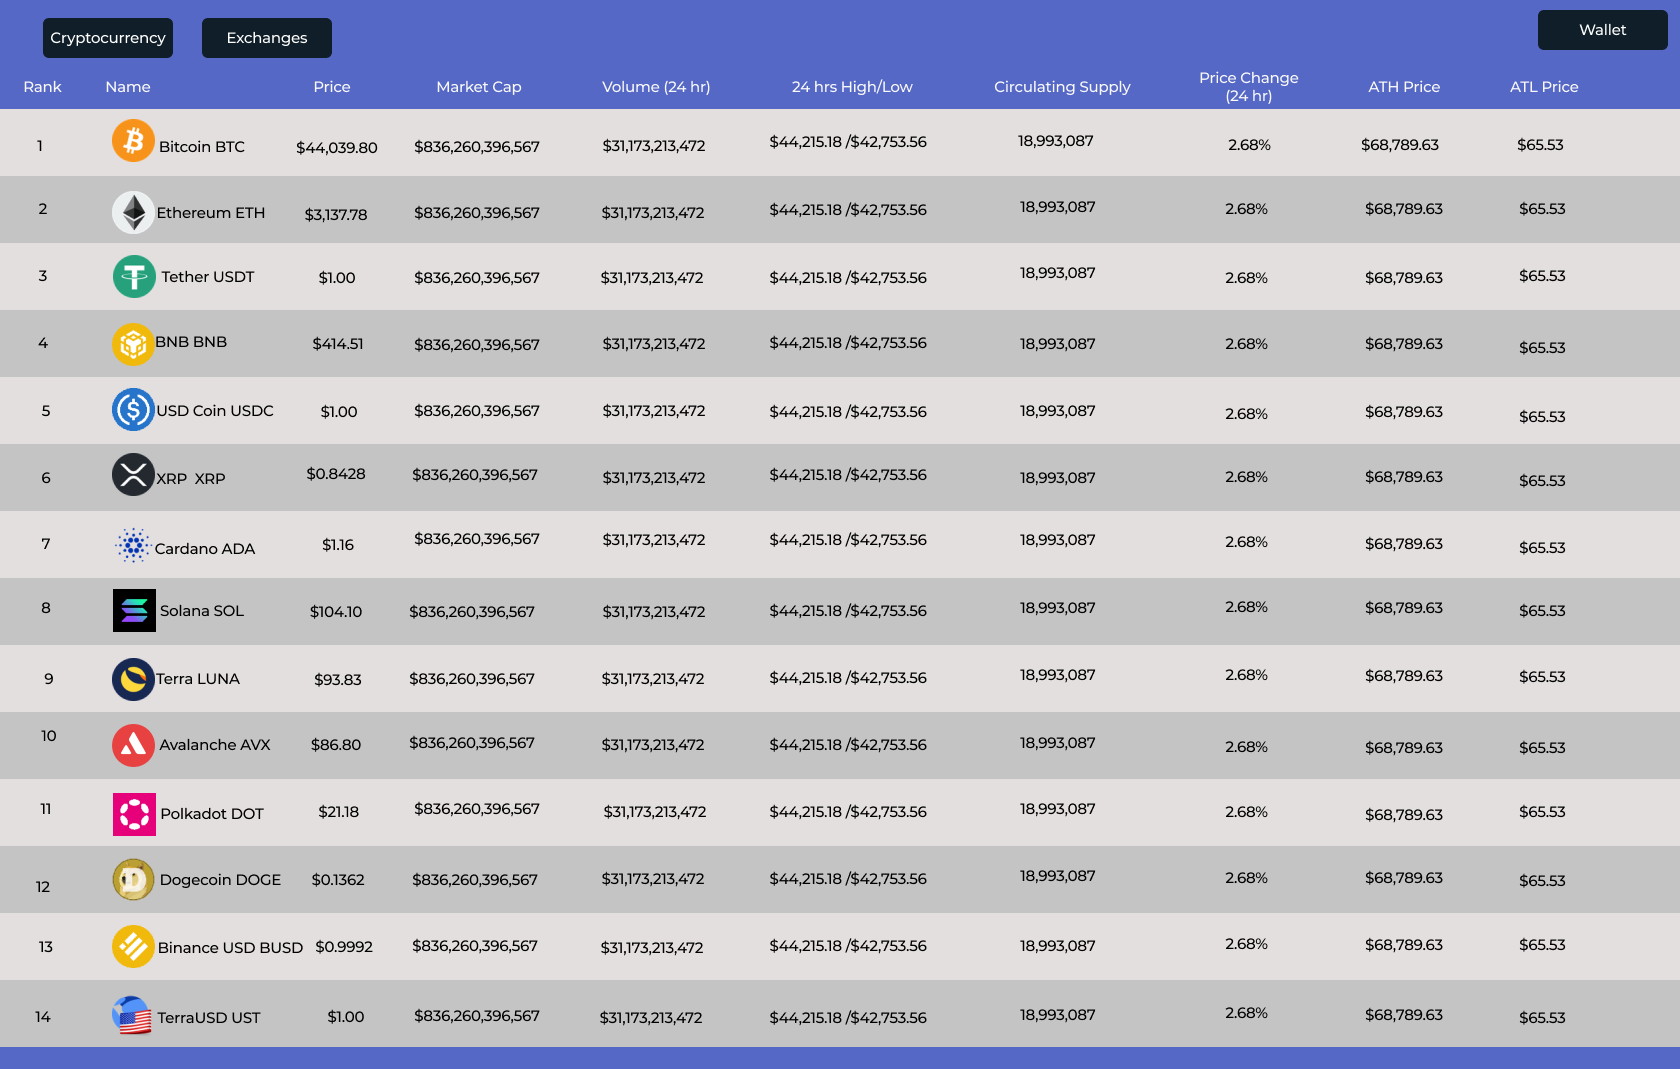 Cryptocurrency Exchanges Wallet
Rank Name Price Market Cap Volume (24 hr) 24 hrs High/Low Circulating Supply Price Change (24 hr) ATH Price ATL Price
1 Bitcoin BTC $44,039.80 $836,260,396,567 $31,173,213,472 $44,215.18 /$42,753.56 18,993,087 2.68% $68,789.63 $65.53
2 Ethereum ETH $3,137.78 $836,260,396,567 $31,173,213,472 $44,215.18 /$42,753.56 18,993,087 2.68% $68,789.63 $65.53
3 Tether USDT $1.00 $836,260,396,567 $31,173,213,472 $44,215.18 /$42,753.56 18,993,087 2.68% $68,789.63 $65.53
4 BNB BNB $414.51 $836,260,396,567 $31,173,213,472 $44,215.18 /$42,753.56 18,993,087 2.68% $68,789.63 $65.53
5 USD Coin USDC $1.00 $836,260,396,567 $31,173,213,472 $44,215.18 /$42,753.56 18,993,087 2.68% $68,789.63 $65.53
6 XRP XRP $0.8428 $836,260,396,567 $31,173,213,472 $44,215.18 /$42,753.56 18,993,087 2.68% $68,789.63 $65.53
7 Cardano ADA $1.16 $836,260,396,567 $31,173,213,472 $44,215.18 /$42,753.56 18,993,087 2.68% $68,789.63 $65.53
8 Solana SOL $104.10 $836,260,396,567 $31,173,213,472 $44,215.18 /$42,753.56 18,993,087 2.68% $68,789.63 $65.53
9 Terra LUNA $93.83 $836,260,396,567 $31,173,213,472 $44,215.18 /$42,753.56 18,993,087 2.68% $68,789.63 $65.53
10 Avalanche AVX $86.80 $836,260,396,567 $31,173,213,472 $44,215.18 /$42,753.56 18,993,087 2.68% $68,789.63 $65.53
11 Polkadot DOT $21.18 $836,260,396,567 $31,173,213,472 $44,215.18 /$42,753.56 18,993,087 2.68% $68,789.63 $65.53
12 Dogecoin DOGE $0.1362 $836,260,396,567 $31,173,213,472 $44,215.18 /$42,753.56 18,993,087 2.68% $68,789.63 $65.53
13 Binance USD BUSD $0.9992 $836,260,396,567 $31,173,213,472 $44,215.18 /$42,753.56 18,993,087 2.68% $68,789.63 $65.53
14 TerraUSD UST $1.00 $836,260,396,567 $31,173,213,472 $44,215.18 /$42,753.56 18,993,087 2.68% $68,789.63 $65.53